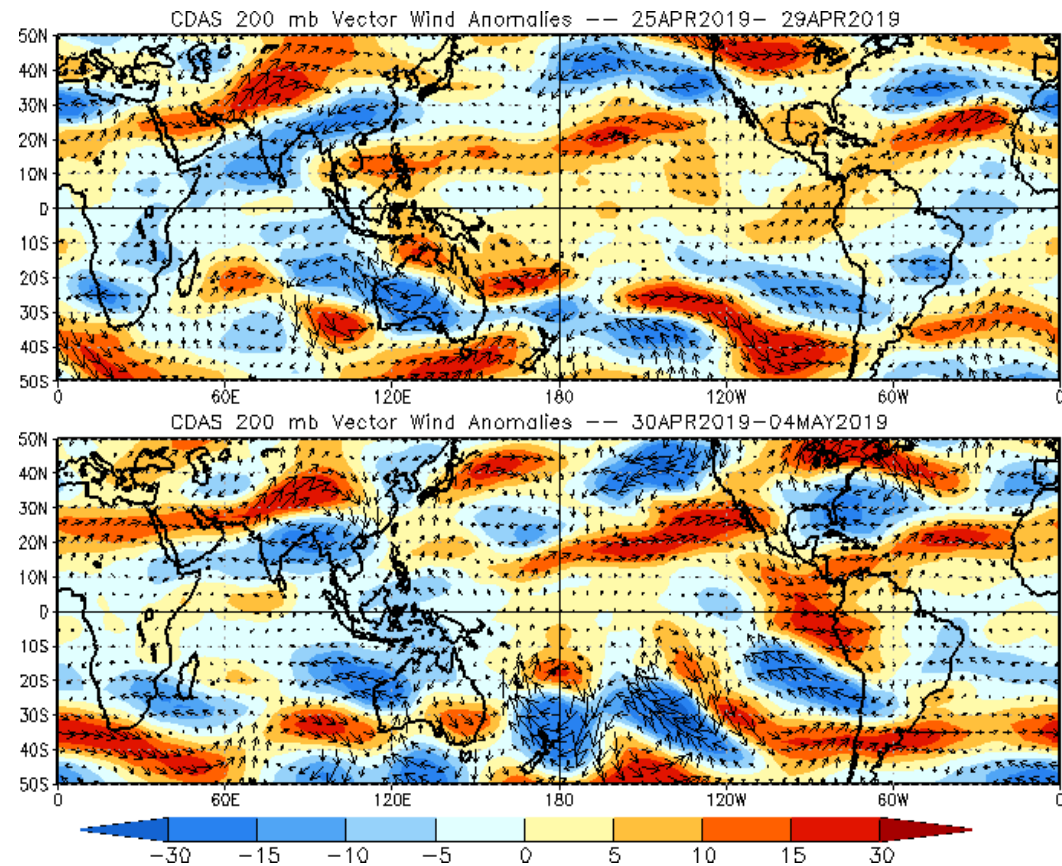 CDAS 200 mb Vector Wind Anomalies -- 25APR2019- 29APR2019
50N
40N
30N
20N
10N
0
10S
20S
30S
40S
50S
0 60E 120E 180 120W 60W 0
CDAS 200 mb Vector Wind Anomalies -- 30APR2019-04MAY2019
50N
40N
30N
20N
10N
0
10S
20S
30S
40S
50S
0 60E 120E 180 120W 60W 0
-30 -15 -10 -5 0 5 10 15 30